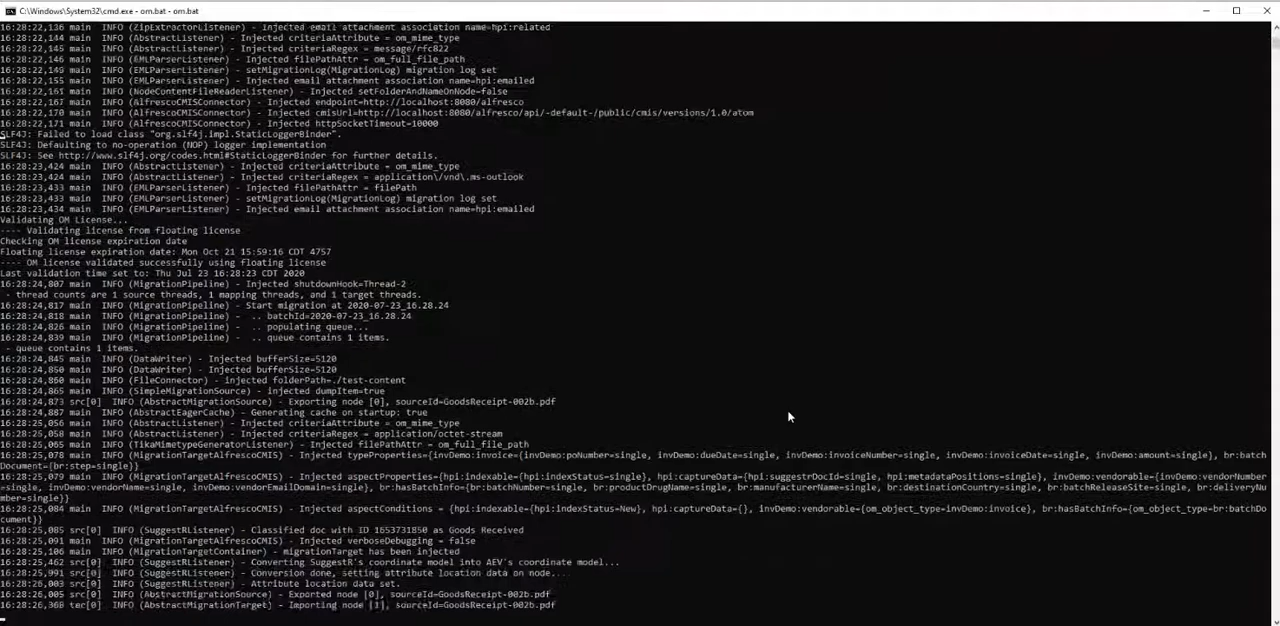 C:\Windows\System32\cmd.exe - om.bat - om.bat
16:28:22,136 main  INFO (ZipExtractorListener) - Injected email attachment association name=hpi:related
16:28:22,144 main  INFO (AbstractListener) - Injected criteriaAttribute = om_mime_type
16:28:22,145 main  INFO (AbstractListener) - Injected criteriaRegex = message/rfc822
16:28:22,146 main  INFO (EMLParserListener) - Injected filePathAttr = om_full_file_path
16:28:22,149 main  INFO (EMLParserListener) - setMigrationLog(MigrationLog) migration log set
16:28:22,155 main  INFO (EMLParserListener) - Injected email attachment association name=hpi:emailed
16:28:22,161 main  INFO (NodeContentFileReaderListener) - Injected setFolderAndNameOnNode=false
16:28:22,167 main  INFO (AlfrescoCMISConnector) - Injected endpoint=http://localhost:8080/alfresco
16:28:22,170 main  INFO (AlfrescoCMISConnector) - Injected cmisUrl=http://localhost:8080/alfresco/api/-default-/public/cmis/versions/1.0/atom
16:28:22,171 main  INFO (AlfrescoCMISConnector) - Injected httpSocketTimeout=10000
SLF4J: Failed to load class "org.slf4j.impl.StaticLoggerBinder".
SLF4J: Defaulting to no-operation (NOP) logger implementation
SLF4J: See http://www.slf4j.org/codes.html#StaticLoggerBinder for further details.
16:28:23,424 main  INFO (AbstractListener) - Injected criteriaAttribute = om_mime_type
16:28:23,424 main  INFO (AbstractListener) - Injected criteriaRegex = application\/vnd\.ms-outlook
16:28:23,433 main  INFO (EMLParserListener) - Injected filePathAttr = filePath
16:28:23,433 main  INFO (EMLParserListener) - setMigrationLog(MigrationLog) migration log set
16:28:23,434 main  INFO (EMLParserListener) - Injected email attachment association name=hpi:emailed
Validating OM License...
---- Validating license from floating license
Checking OM license expiration date
Floating license expiration date: Mon Oct 21 15:59:16 CDT 4757
---- OM license validated successfully using floating license
Last validation time set to: Thu Jul 23 16:28:23 CDT 2020
16:28:24,807 main  INFO (MigrationPipeline) - Injected shutdownHook=Thread-2
- thread counts are 1 source threads, 1 mapping threads, and 1 target threads.
16:28:24,817 main  INFO (MigrationPipeline) - Start migration at 2020-07-23_16.28.24
16:28:24,818 main  INFO (MigrationPipeline) -  .. batchId=2020-07-23_16.28.24
16:28:24,826 main  INFO (MigrationPipeline) -  .. populating queue...
16:28:24,839 main  INFO (MigrationPipeline) -  .. queue contains 1 items.
- queue contains 1 items.
16:28:24,845 main  INFO (DataWriter) - Injected bufferSize=5120
16:28:24,850 main  INFO (DataWriter) - Injected bufferSize=5120
16:28:24,860 main  INFO (FileConnector) - injected folderPath=./test-content
16:28:24,865 main  INFO (SimpleMigrationSource) - injected dumpItem=true
16:28:24,873 src[0]  INFO (AbstractMigrationSource) - Exporting node [0], sourceId=GoodsReceipt-002b.pdf
16:28:24,887 main  INFO (AbstractEagerCache) - Generating cache on startup: true
16:28:25,056 main  INFO (AbstractListener) - Injected criteriaAttribute = om_mime_type
16:28:25,058 main  INFO (AbstractListener) - Injected criteriaRegex = application/octet-stream
16:28:25,065 main  INFO (TikaMimetypeGeneratorListener) - Injected filePathAttr = om_full_file_path
16:28:25,078 main  INFO (MigrationTargetAlfrescoCMIS) - Injected typeProperties={invDemo:invoice={invDemo:poNumber=single, invDemo:dueDate=single, invDemo:invoiceNumber=single, invDemo:invoiceDate=single, invDemo:amount=single}, br:batch
Document={br:step=single}}
16:28:25,079 main  INFO (MigrationTargetAlfrescoCMIS) - Injected aspectProperties={hpi:indexable={hpi:indexStatus=single}, hpi:captureData={hpi:suggestrDocId=single, hpi:metadataPositions=single}, invDemo:vendorable={invDemo:vendorNumber
=single, invDemo:vendorName=single, invDemo:vendorEmailDomain=single}, br:hasBatchInfo={br:batchNumber=single, br:productDrugName=single, br:manufacturerName=single, br:destinationCountry=single, br:batchReleaseSite=single, br:deliveryNu
mber=single}}
16:28:25,084 main  INFO (MigrationTargetAlfrescoCMIS) - Injected aspectConditions = {hpi:indexable={hpi:indexStatus=New}, hpi:captureData={}, invDemo:vendorable={om_object_type=invDemo:invoice}, br:hasBatchInfo={om_object_type=br:batchDo
cument}}
16:28:25,085 src[0]  INFO (SuggestRListener) - Classified doc with ID 1653731850 as Goods Received
16:28:25,091 main  INFO (MigrationTargetAlfrescoCMIS) - Injected verboseDebugging = false
16:28:25,106 main  INFO (MigrationTargetContainer) - migrationTarget has been injected
16:28:25,462 src[0]  INFO (SuggestRListener) - Converting SuggestR's coordinate model into AEV's coordinate model...
16:28:25,991 src[0]  INFO (SuggestRListener) - Conversion done, setting attribute location data on node...
16:28:26,003 src[0]  INFO (SuggestRListener) - Attribute location data set.
16:28:26,005 src[0]  INFO (AbstractMigrationSource) - Exported node [0], sourceId=GoodsReceipt-002b.pdf
16:28:26,368 tec[0]  INFO (AbstractMigrationTarget) - Importing node [1], sourceId=GoodsReceipt-002b.pdf